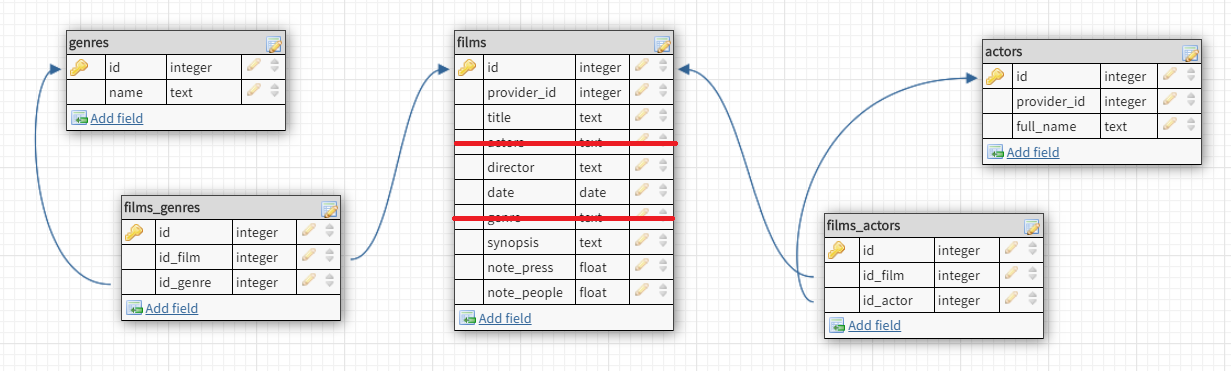 genres
id integer
name text
Add field
films_genres
id integer
id_film integer
id_genre integer
Add field
films
id integer
provider_id integer
title text
actors text
director text
date date
genre text
synopsis text
note_press float
note_people float
Add field
actors
id integer
provider_id integer
full_name text
Add field
films_actors
id integer
id_film integer
id_actor integer
Add field